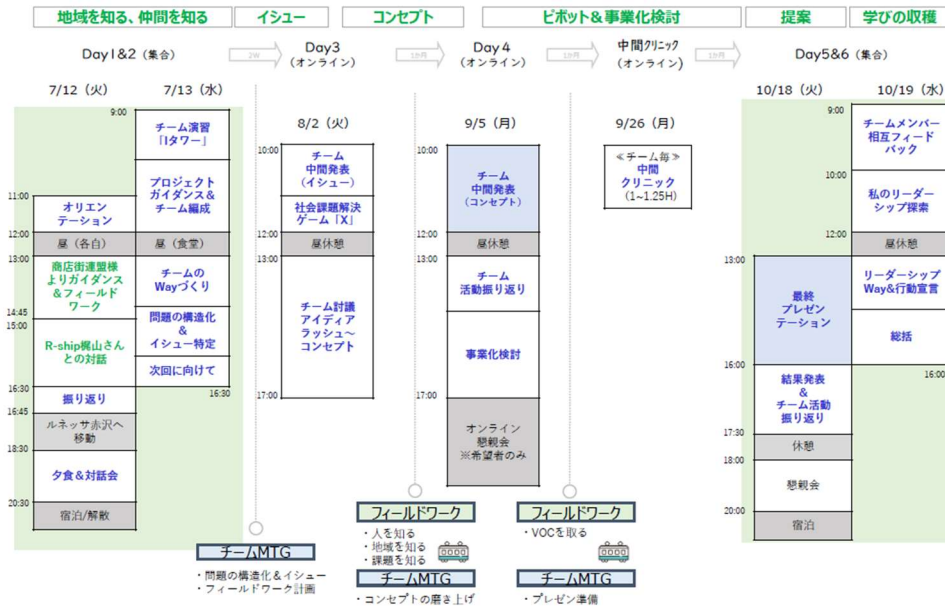 地域を知る、仲間を知る
イシュー
コンセプト
ピボット＆事業化検討
提案
学びの収穫
Day1&2（集合）
2W
Day3
（オンライン）
1か月
Day4
（オンライン）
1か月
中間クリニック
（オンライン）
1か月
Day5&6（集合）
7/12（火）
11:00
オリエン
テーション
12:00
昼（各自）
13:00
商店街連盟様
よりガイダンス
＆フィールド
ワーク
14:45
15:00
R-ship梶山さん
との対話
16:30
振り返り
16:45
ルネッサ赤沢へ
移動
18:30
夕食＆対話会
20:30
宿泊/解散
7/13（水）
9:00
チーム演習
「Iタワー」
プロジェクト
ガイダンス＆
チーム編成
昼（食堂）
チームの
Wayづくり
問題の構造化
＆
イシュー特定
次回に向けて
16:30
8/2（火）
10:00
チーム
中間発表
（イシュー）
社会課題解決
ゲーム「X」
12:00
昼休憩
13:00
チーム討議
アイディア
ラッシュ～
コンセプト
17:00
9/5（月）
10:00
チーム
中間発表
（コンセプト）
12:00
昼休憩
13:00
チーム
活動振り返り
事業化検討
17:00
オンライン
懇親会
※希望者のみ
9/26（月）
≪チーム毎≫
中間
クリニック
（1~1.25H）
10/18（火）
13:00
最終
プレゼン
テーション
16:00
結果発表
＆
チーム活動
振り返り
17:30
休憩
18:00
懇親会
20:00
宿泊
10/19（水）
9:00
チームメンバー
相互フィード
バック
10:00
私のリーダー
シップ探索
12:00
昼休憩
13:00
リーダーシップ
Way&行動宣言
総括
16:00
チームMTG
・問題の構造化＆イシュー
・フィールドワーク計画
フィールドワーク
・人を知る
・地域を知る
・課題を知る
チームMTG
・コンセプトの磨き上げ
フィールドワーク
・VOCを取る
チームMTG
・プレゼン準備